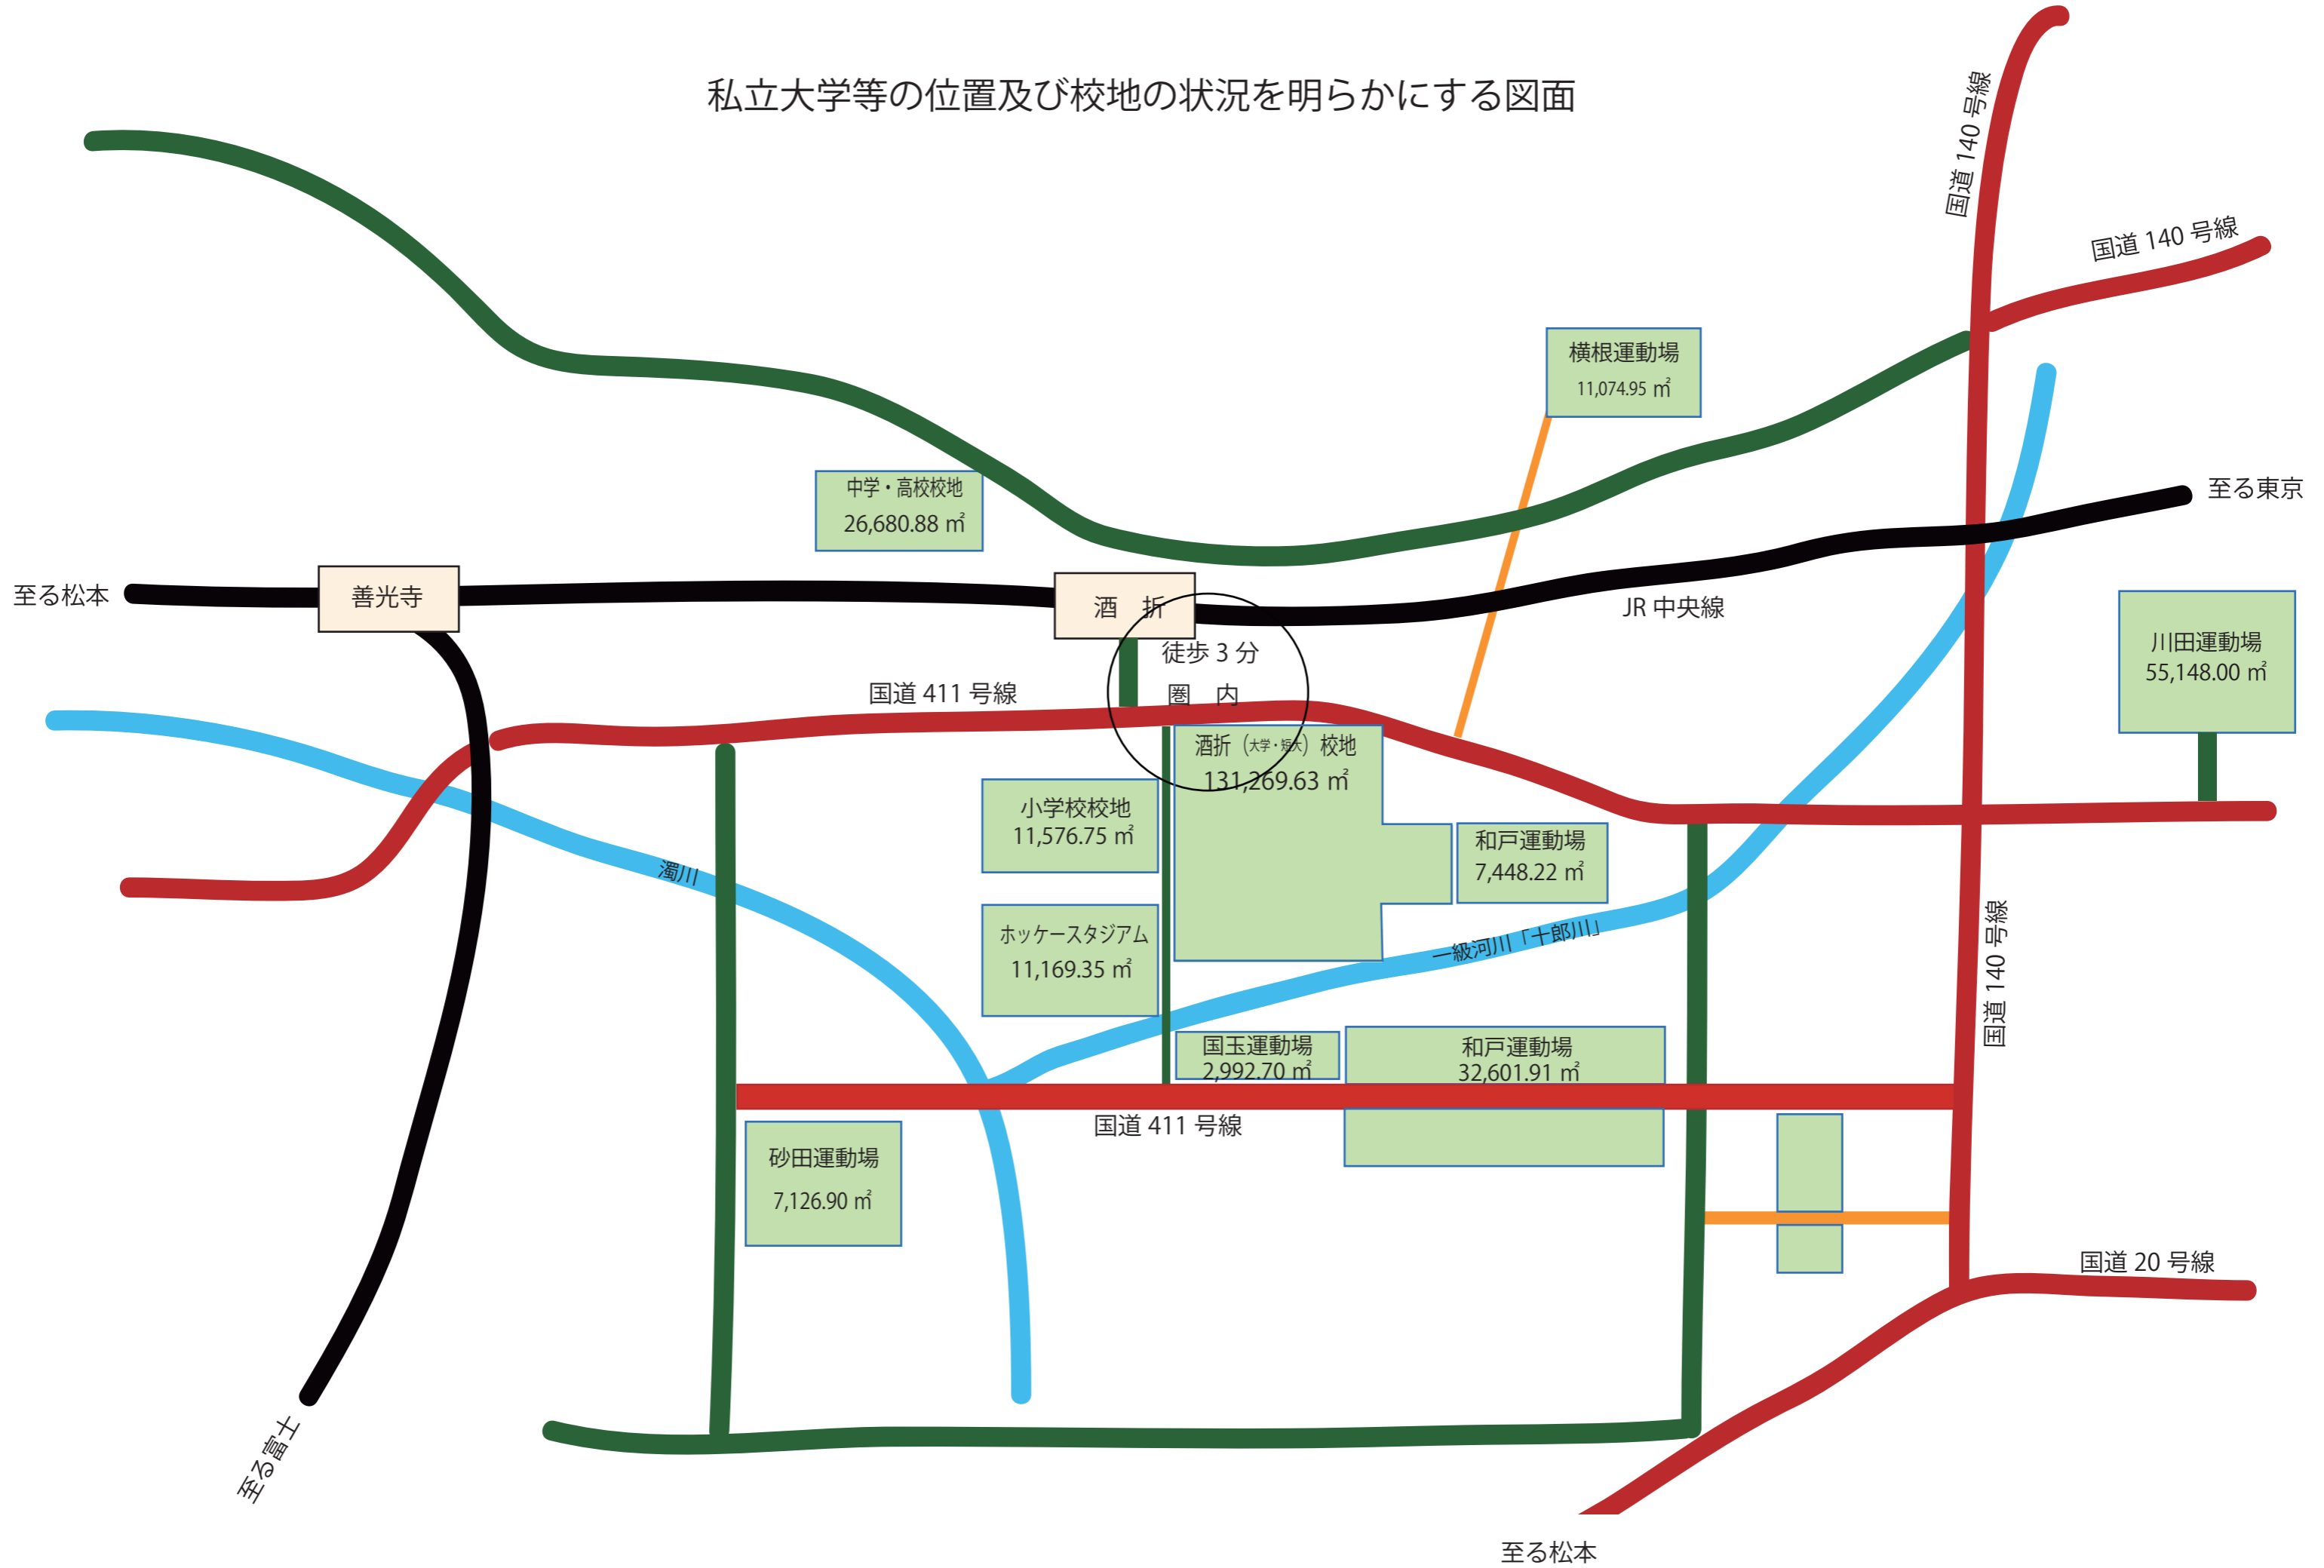 私立大学等の位置及び校地の状況を明らかにする図面
国道 140 号線
国道 140 号線
横根運動場
11,074.95 ㎡
中学・高校校地
26,680.88 ㎡
至る東京
至る松本
善光寺
酒　折
JR 中央線
徒歩 3 分
圏　内
川田運動場
55,148.00 ㎡
国道 411 号線
酒折（大学・短大）校地
131,269.63 ㎡
小学校校地
11,576.75 ㎡
和戸運動場
7,448.22 ㎡
濁川
ホッケースタジアム
11,169.35 ㎡
一級河川「十郎川」
国道 140 号線
国玉運動場
2,992.70 ㎡
和戸運動場
32,601.91 ㎡
国道 411 号線
砂田運動場
7,126.90 ㎡
国道 20 号線
至る富士
至る松本